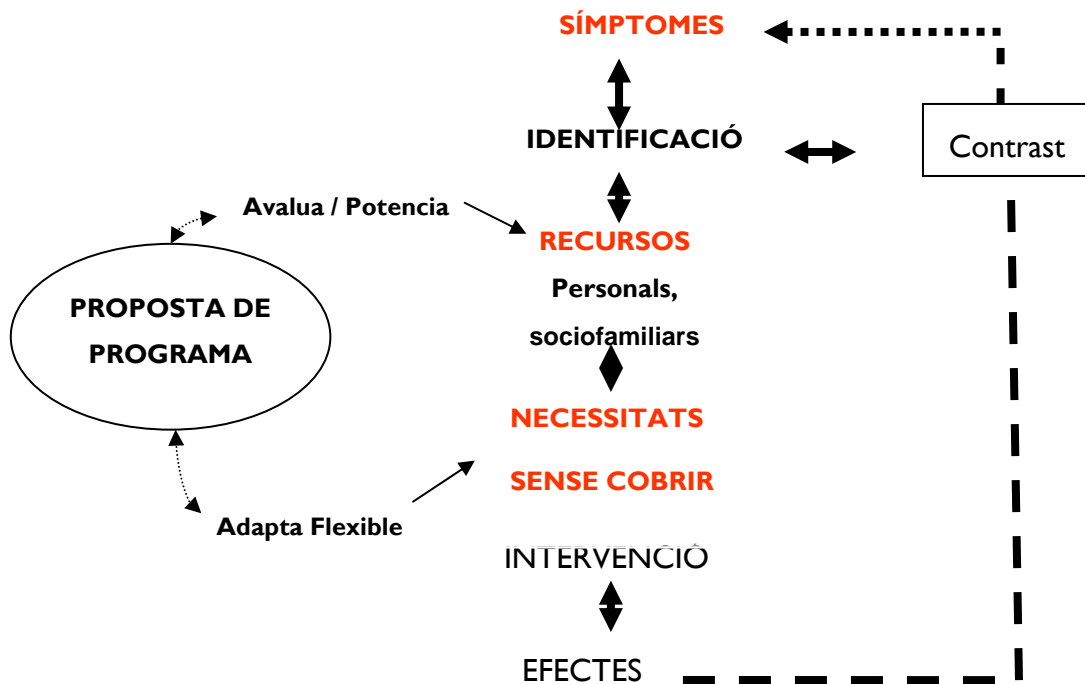 SÍMPTOMES
IDENTIFICACIÓ
Contrast
Avalua / Potencia
RECURSOS
Personals,
sociofamiliars
PROPOSTA DE
PROGRAMA
NECESSITATS
SENSE COBRIR
Adapta Flexible
INTERVENCIÓ
EFECTES